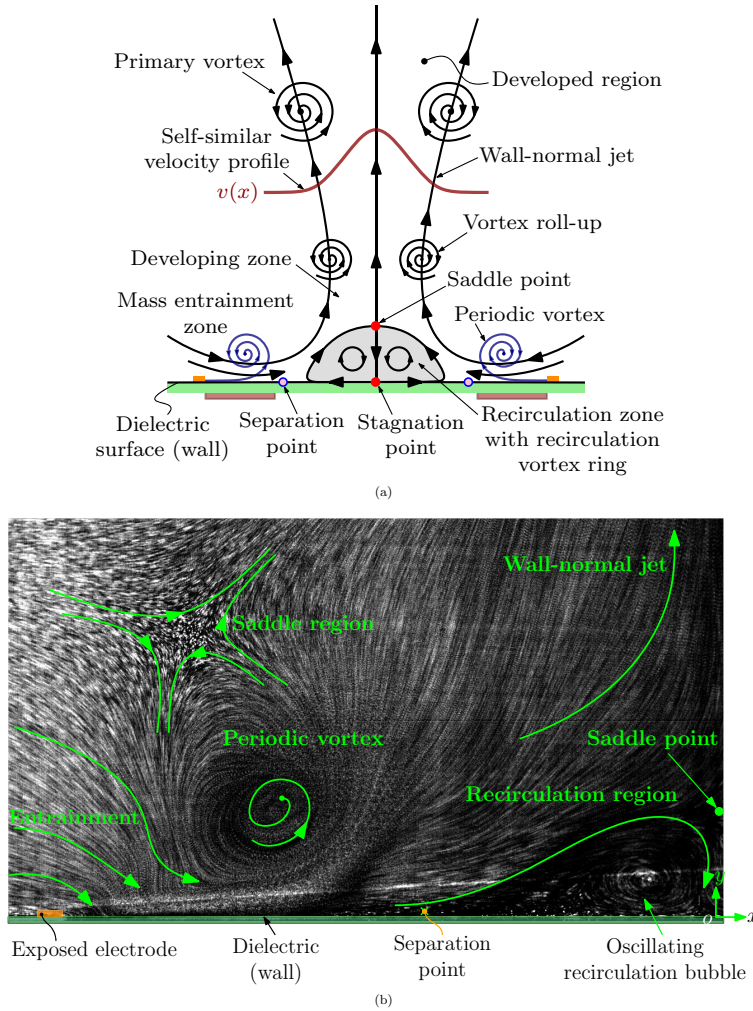 Primary vortex
Developed region
Self-similar
velocity profile
Wall-normal jet
v(x)
Vortex roll-up
Developing zone
Saddle point
Mass entrainment
zone
Periodic vortex
Dielectric
surface (wall)
Separation
point
Stagnation
point
Recirculation zone
with recirculation
vortex ring
(a)
Wall-normal jet
Saddle region
Periodic vortex
Saddle point
Recirculation region
Entrainment
y
o
x
Exposed electrode
Dielectric
(wall)
Separation
point
Oscillating
recirculation bubble
(b)